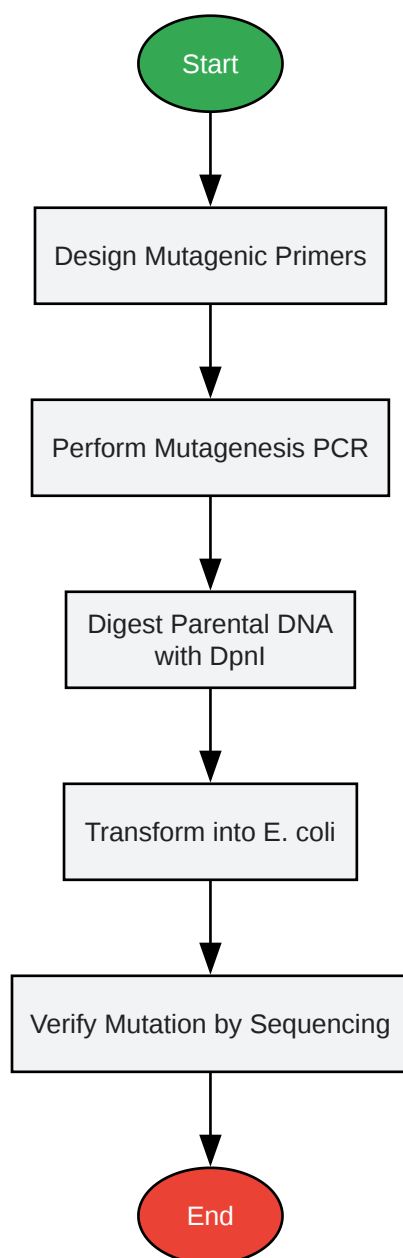 Start
Design Mutagenic Primers
Perform Mutagenesis PCR
Digest Parental DNA
with DpnI
Transform into E. coli
Verify Mutation by Sequencing
End